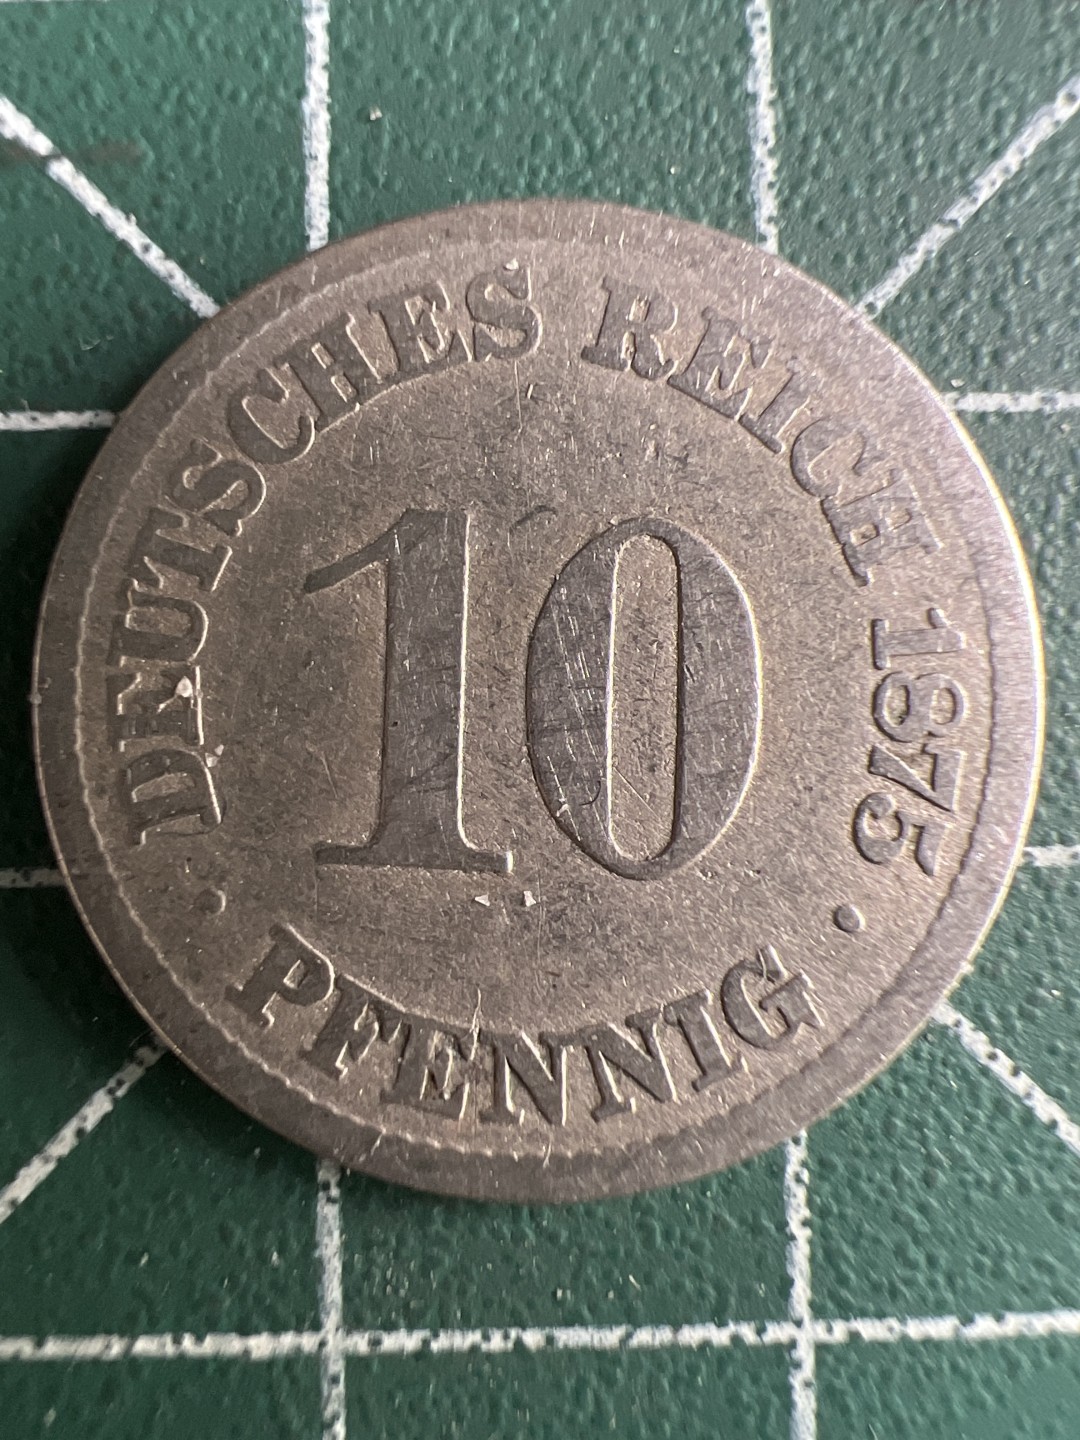 DEUTSCHES REICH 1875
10
· PFENNIG ·